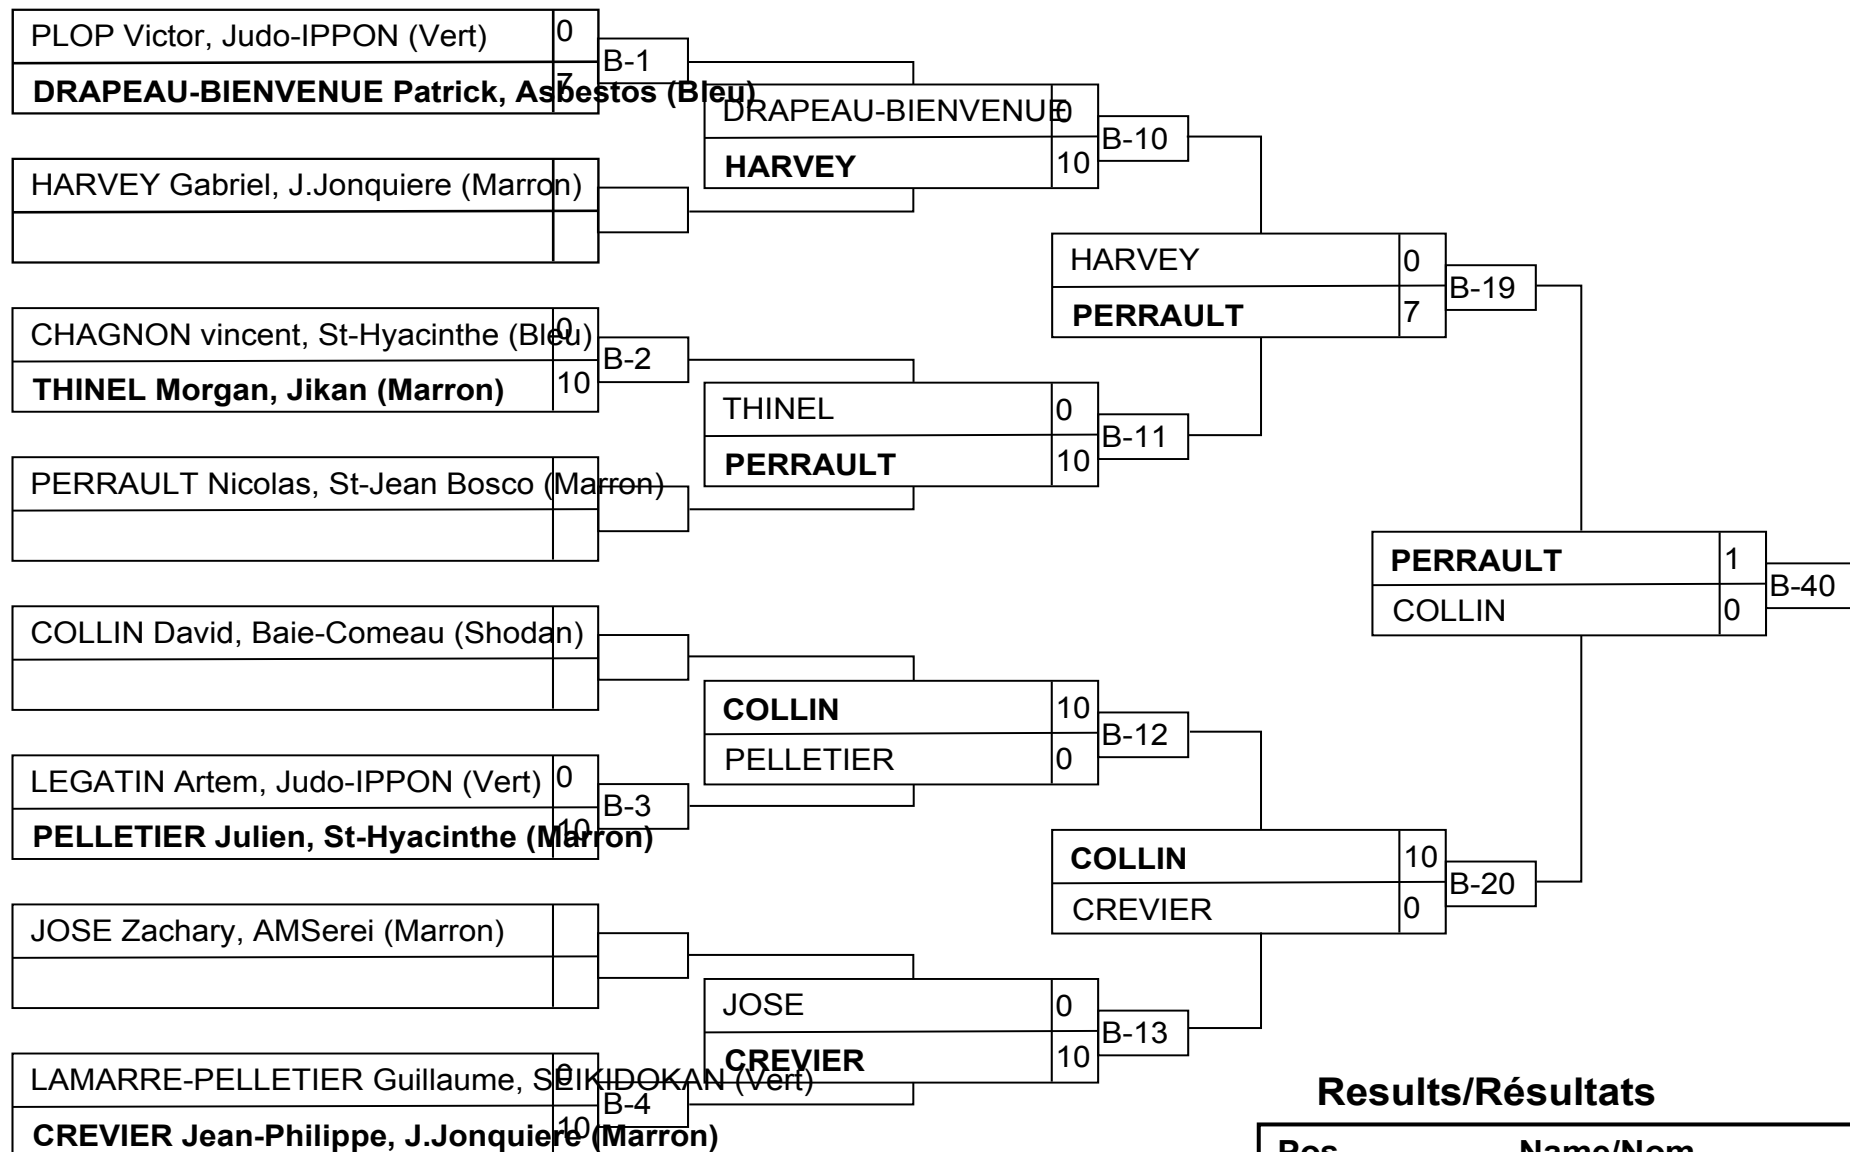 PLOP Victor, Judo-IPPON (Vert) 0
B-1
DRAPEAU-BIENVENUE Patrick, Asbestos (Bleu) 7
DRAPEAU-BIENVENUE 0
B-10
HARVEY 10
HARVEY Gabriel, J.Jonquiere (Marron)
HARVEY 0
B-19
PERRAULT 7
CHAGNON vincent, St-Hyacinthe (Bleu) 0
B-2
THINEL Morgan, Jikan (Marron) 10
THINEL 0
B-11
PERRAULT 10
PERRAULT Nicolas, St-Jean Bosco (Marron)
PERRAULT 1
B-40
COLLIN 0
COLLIN David, Baie-Comeau (Shodan)
COLLIN 10
B-12
PELLETIER 0
LEGATIN Artem, Judo-IPPON (Vert) 0
B-3
PELLETIER Julien, St-Hyacinthe (Marron) 10
COLLIN 10
B-20
CREVIER 0
JOSE Zachary, AMSerei (Marron)
JOSE 0
B-13
CREVIER 10
LAMARRE-PELLETIER Guillaume, SEIKIDOKAN (Vert) 0
B-4
CREVIER Jean-Philippe, J.Jonquiere (Marron) 10
Results/Résultats
Pos Name/Nom